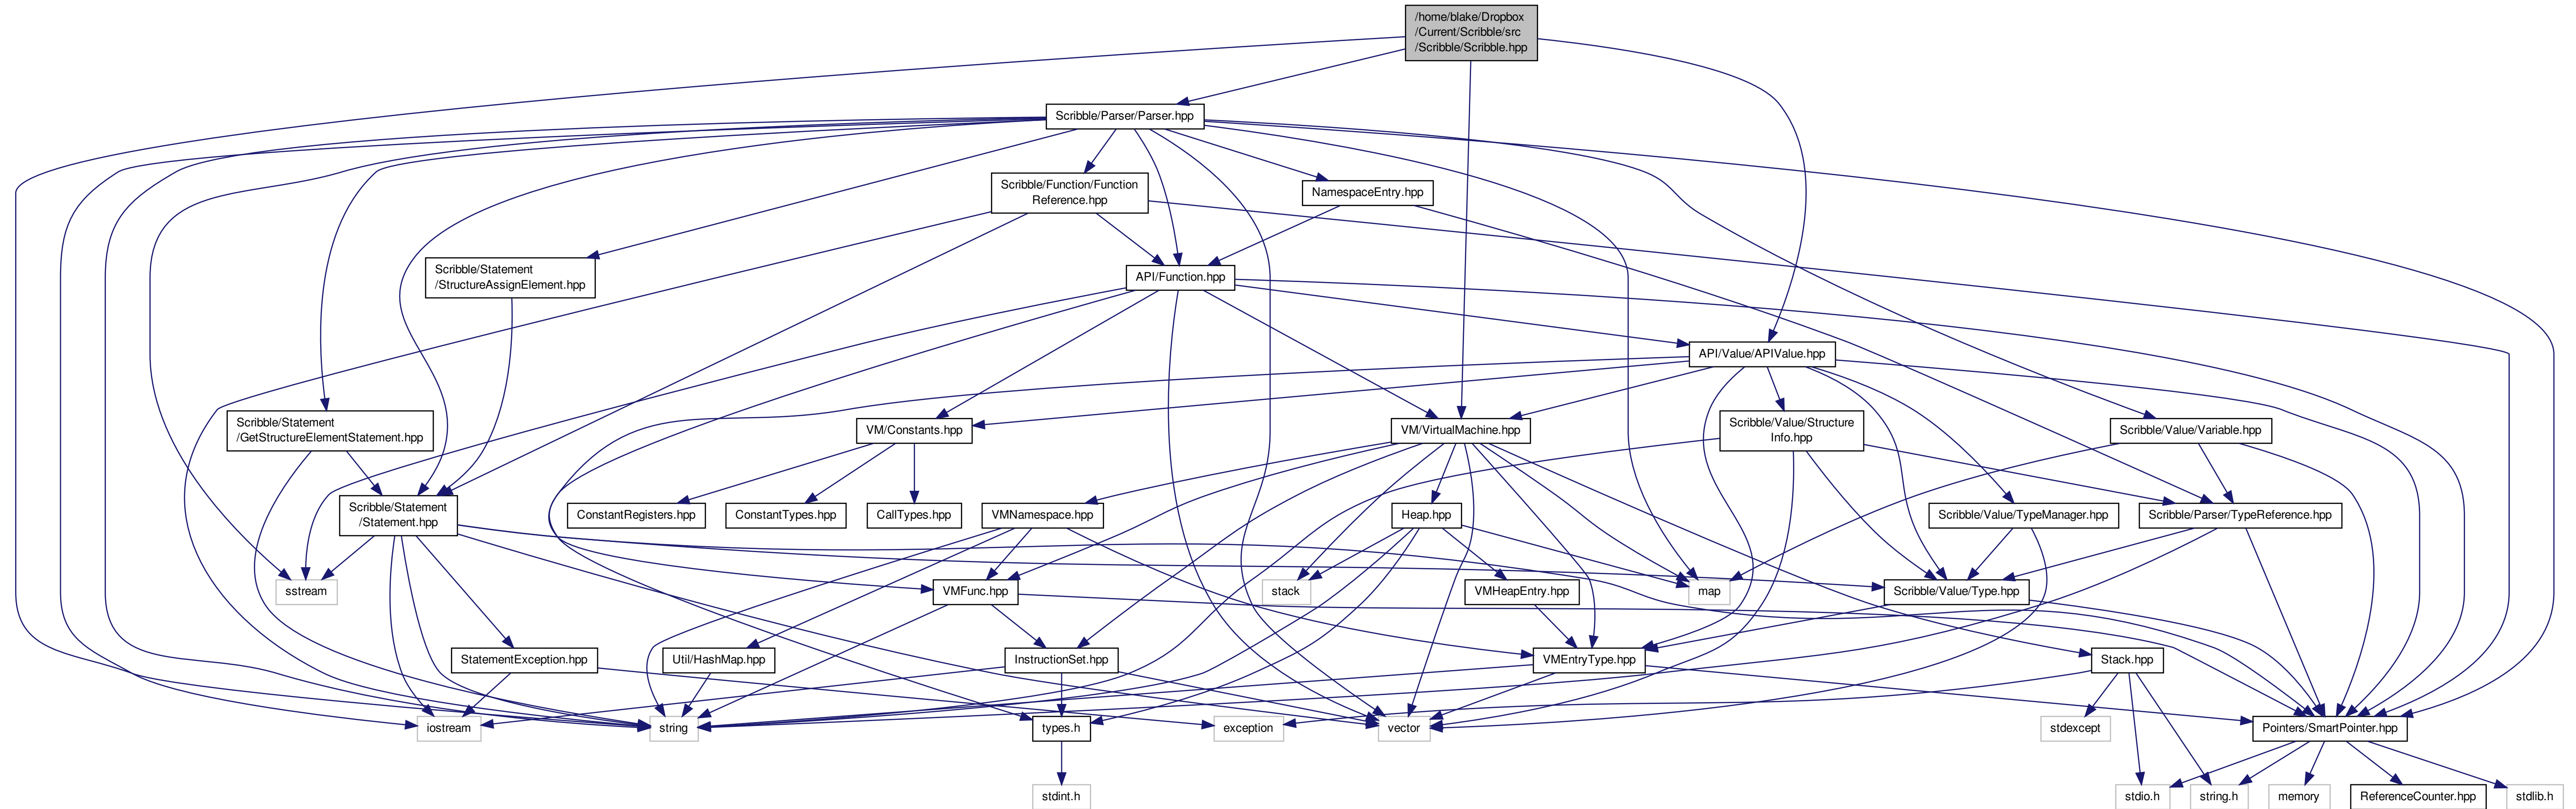 /home/blake/Dropbox
/Current/Scribble/src
/Scribble/Scribble.hpp
Scribble/Parser/Parser.hpp
Scribble/Function/Function
Reference.hpp
NamespaceEntry.hpp
Scribble/Statement
/StructureAssignElement.hpp
API/Function.hpp
API/Value/APIValue.hpp
Scribble/Statement
/GetStructureElementStatement.hpp
VM/Constants.hpp
VM/VirtualMachine.hpp
Scribble/Value/Structure
Info.hpp
Scribble/Value/Variable.hpp
Scribble/Statement
/Statement.hpp
ConstantRegisters.hpp
ConstantTypes.hpp
CallTypes.hpp
VMNamespace.hpp
Heap.hpp
Scribble/Value/TypeManager.hpp
Scribble/Parser/TypeReference.hpp
sstream
VMFunc.hpp
stack
VMHeapEntry.hpp
map
Scribble/Value/Type.hpp
StatementException.hpp
Util/HashMap.hpp
InstructionSet.hpp
VMEntryType.hpp
Stack.hpp
iostream
string
types.h
exception
vector
stdexcept
Pointers/SmartPointer.hpp
stdint.h
stdio.h
string.h
memory
ReferenceCounter.hpp
stdlib.h